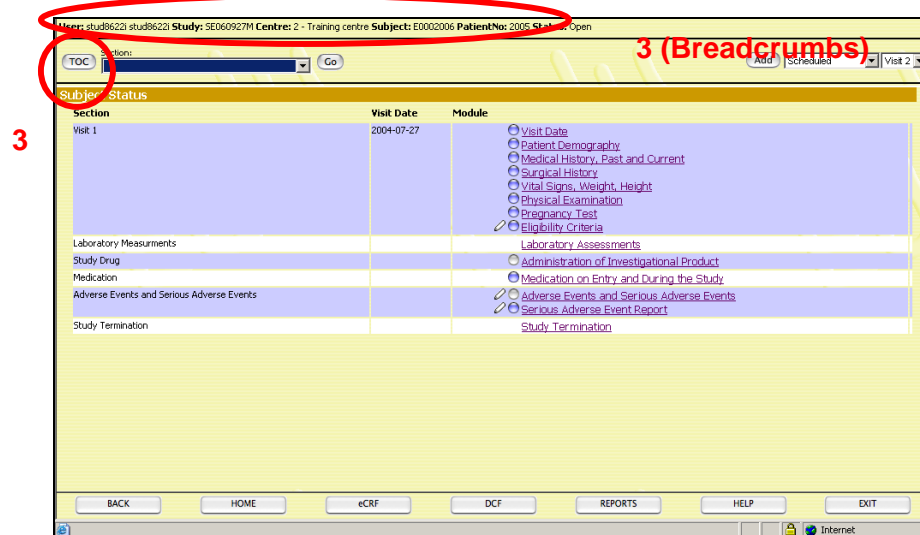 User: stud8622i stud8622i Study: SE060927M Centre: 2 - Training centre Subject: E0002006 PatientNo: 2005 Status: Open
3 (Breadcrumbs)
TOC Section: Go Add Scheduled Visit 2
Subject Status
Section Visit Date Module
3
Visit 1 2004-07-27 Visit Date
Patient Demography
Medical History, Past and Current
Surgical History
Vital Signs, Weight, Height
Physical Examination
Pregnancy Test
Eligibility Criteria
Laboratory Measurments Laboratory Assessments
Study Drug Administration of Investigational Product
Medication Medication on Entry and During the Study
Adverse Events and Serious Adverse Events Adverse Events and Serious Adverse Events
Serious Adverse Event Report
Study Termination Study Termination
BACK HOME eCRF DCF REPORTS HELP EXIT
Internet